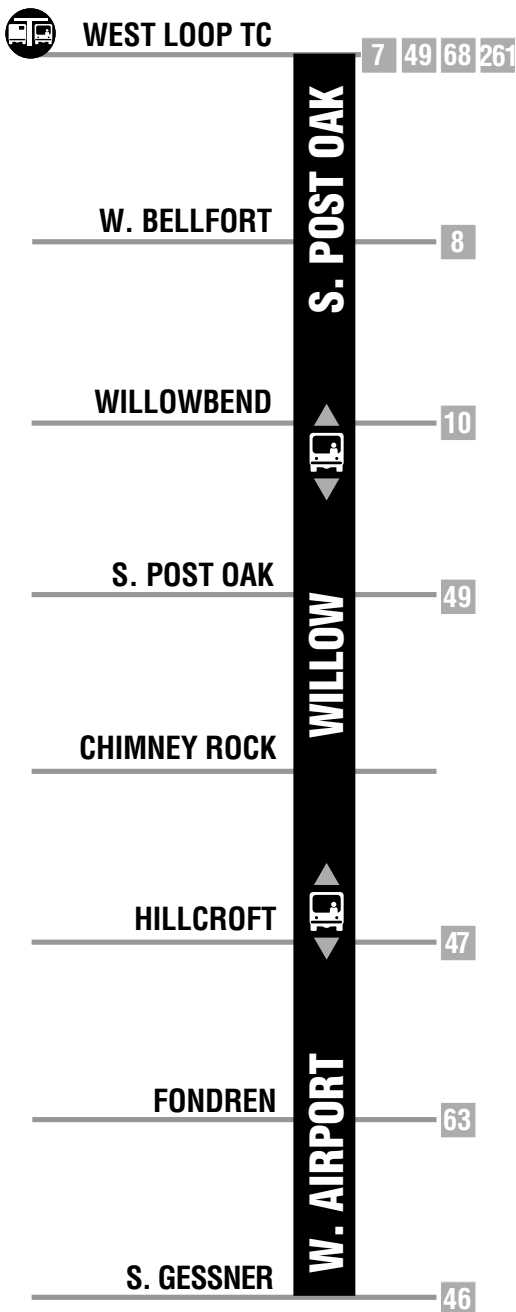 WEST LOOP TC
7 49 68 261
S. POST OAK
W. BELLFORT
8
WILLOWBEND
10
S. POST OAK
49
WILLOW
CHIMNEY ROCK
HILLCROFT
47
W. AIRPORT
FONDREN
63
S. GESSNER
46